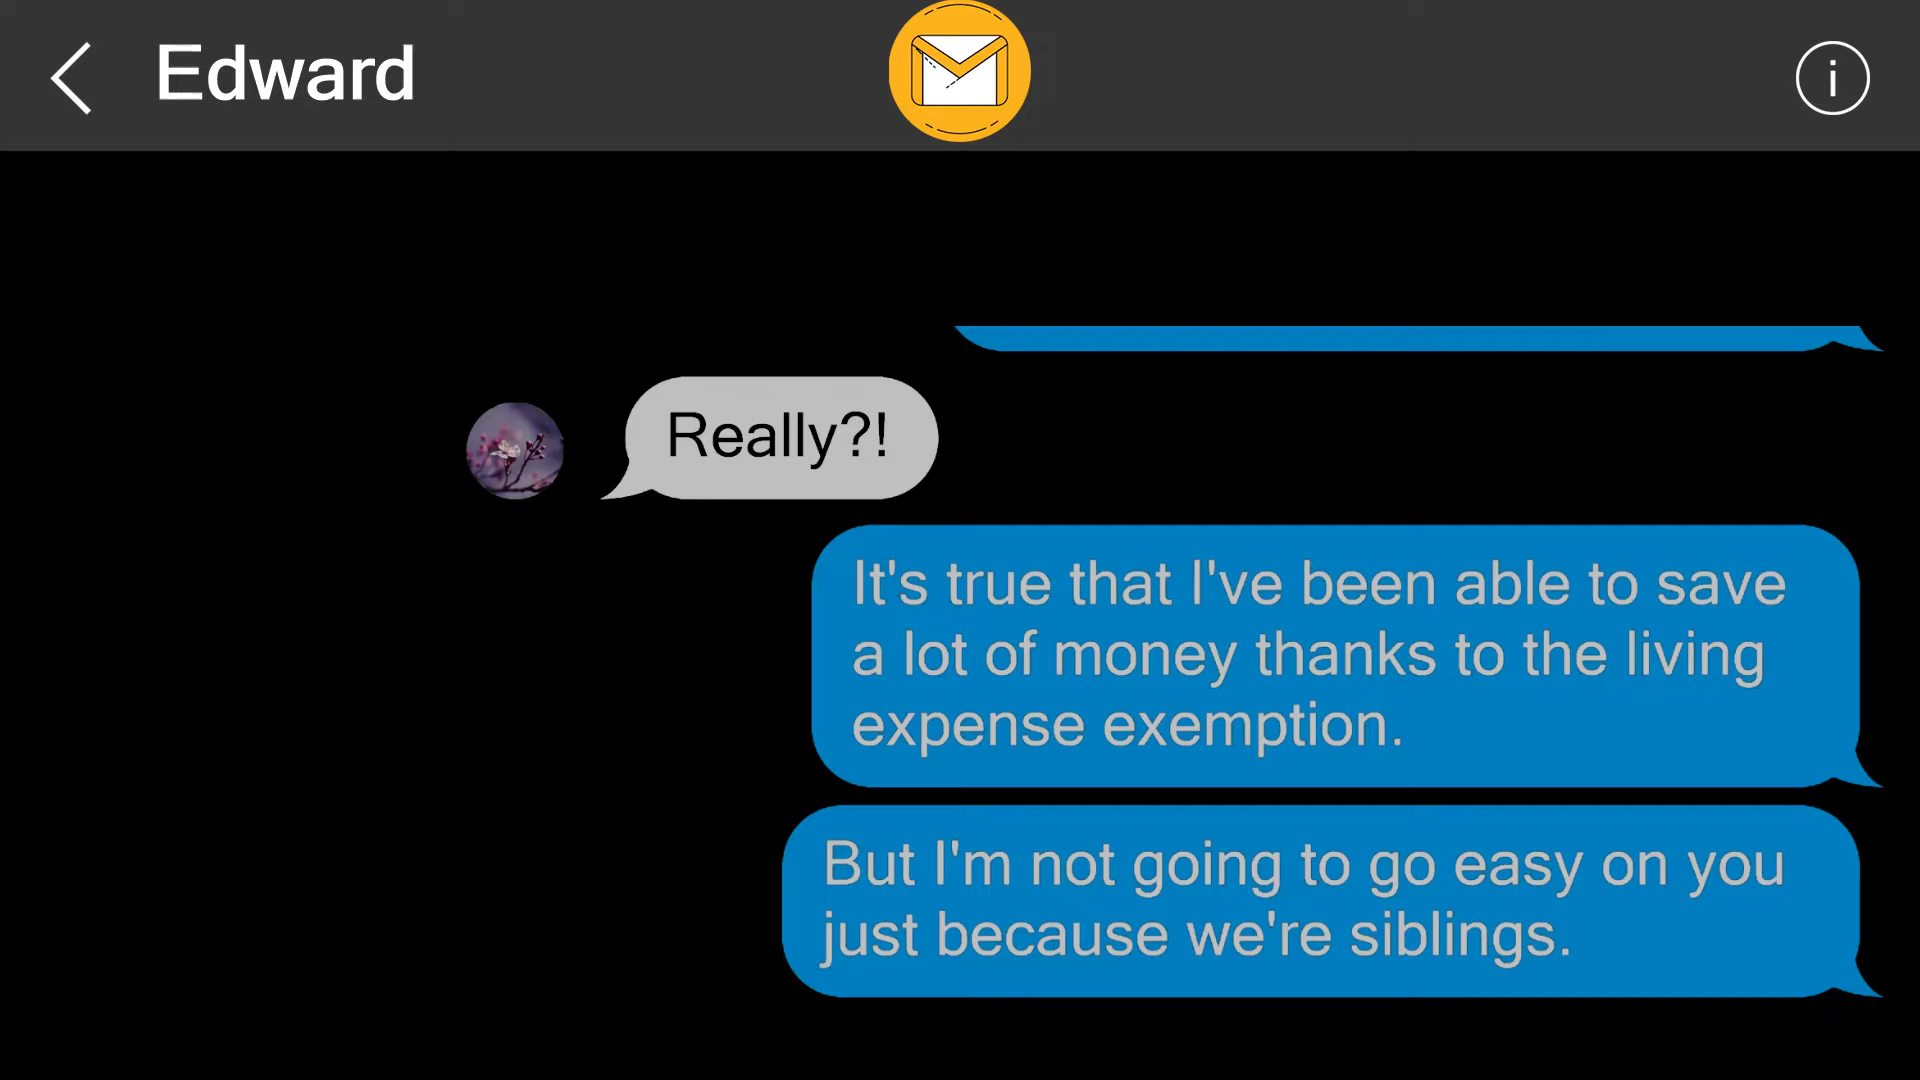 Edward
i
Really?!
It's true that I've been able to save
a lot of money thanks to the living
expense exemption.
But I'm not going to go easy on you
just because we're siblings.